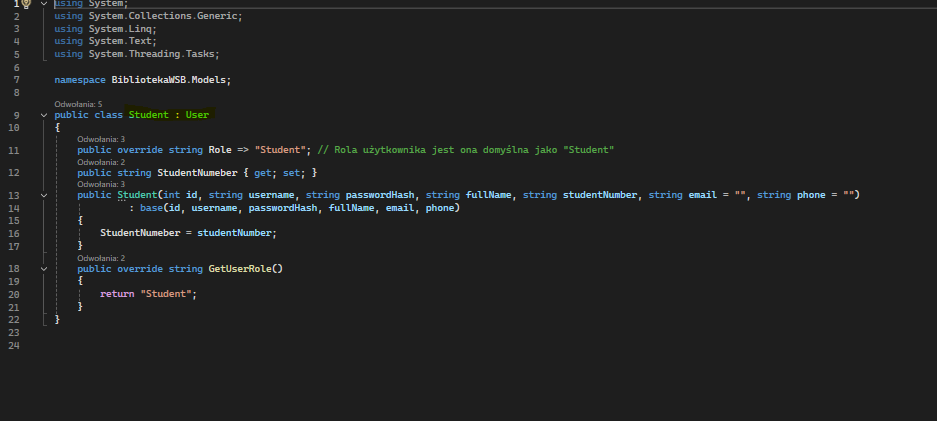 1 using System;
2 using System.Collections.Generic;
3 using System.Linq;
4 using System.Text;
5 using System.Threading.Tasks;
6
7 namespace BibliotekaWSB.Models;
8
Odwołania: 5
9 public class Student : User
10 {
Odwołania: 3
11 public override string Role => "Student"; // Rola użytkownika jest ona domyślna jako "Student"
Odwołania: 2
12 public string StudentNumeber { get; set; }
Odwołania: 3
13 public Student(int id, string username, string passwordHash, string fullName, string studentNumber, string email = "", string phone = "")
14 : base(id, username, passwordHash, fullName, email, phone)
15 {
16 StudentNumeber = studentNumber;
17 }
Odwołania: 2
18 public override string GetUserRole()
19 {
20 return "Student";
21 }
22 }
23
24